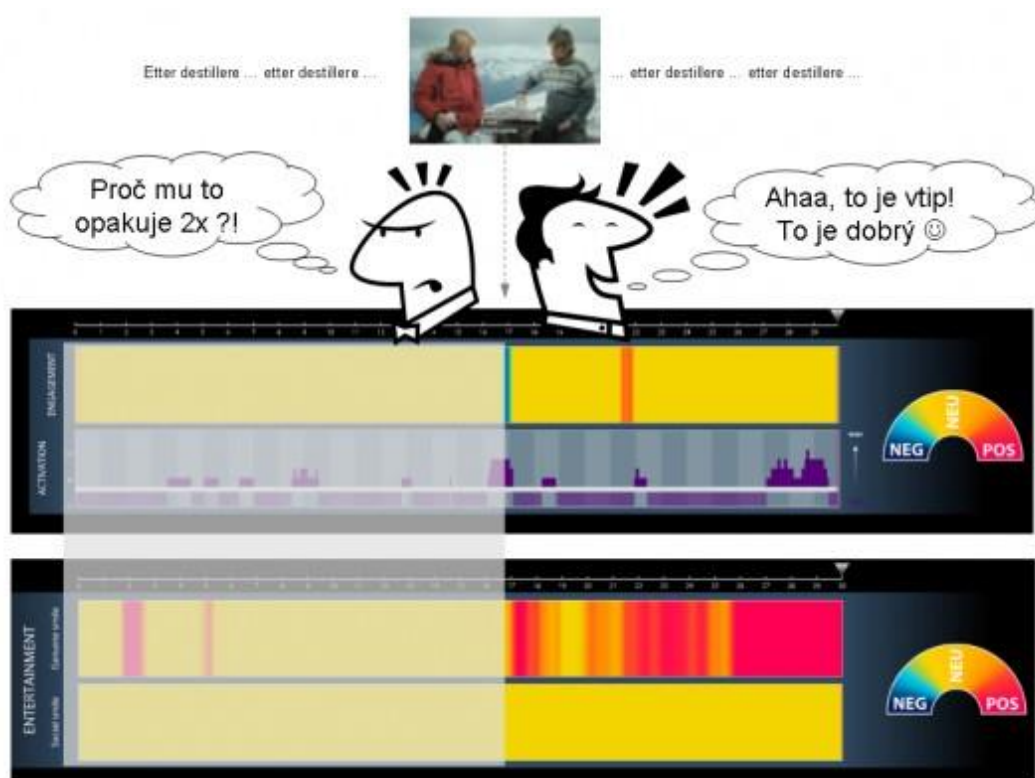 Etter destillere ... etter destillere ...
... etter destillere ... etter destillere ...
Proč mu to
opakuje 2x ?!
Ahaa, to je vtip!
To je dobrý ☺
ENGAGEMENT
ACTIVATION
NEG NEU POS
ENTERTAINMENT
Genuine smile
Social smile
NEG NEU POS